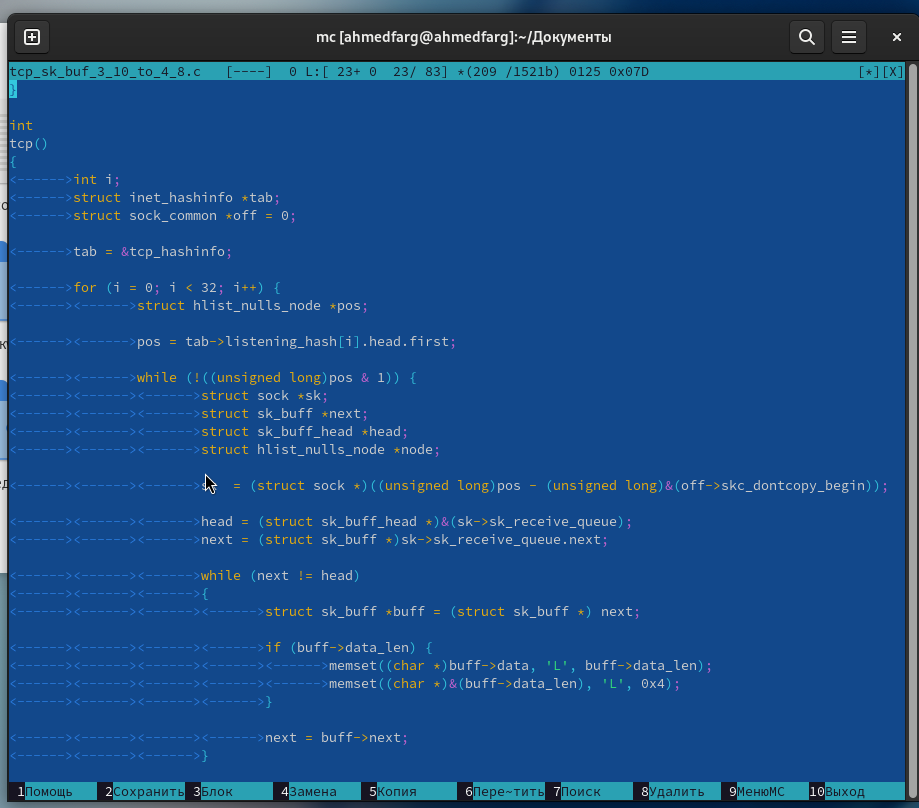 mc [ahmedfarg@ahmedfarg]:~/Документы
tcp_sk_buf_3_10_to_4_8.c   [----]  0 L:[ 23+ 0  23/ 83] *(209 /1521b) 0125 0x07D                          [*][X]
}
int
tcp()
{
<------>int i;
<------>struct inet_hashinfo *tab;
<------>struct sock_common *off = 0;
<------>tab = &tcp_hashinfo;
<------>for (i = 0; i < 32; i++) {
<------><------>struct hlist_nulls_node *pos;
<------><------>pos = tab->listening_hash[i].head.first;
<------><------>while (!((unsigned long)pos & 1)) {
<------><------><------>struct sock *sk;
<------><------><------>struct sk_buff *next;
<------><------><------>struct sk_buff_head *head;
<------><------><------>struct hlist_nulls_node *node;
<------><------><------>  = (struct sock *)((unsigned long)pos - (unsigned long)&(off->skc_dontcopy_begin));
<------><------><------>head = (struct sk_buff_head *)&(sk->sk_receive_queue);
<------><------><------>next = (struct sk_buff *)sk->sk_receive_queue.next;
<------><------><------>while (next != head)
<------><------><------>{
<------><------><------><------>struct sk_buff *buff = (struct sk_buff *) next;
<------><------><------><------>if (buff->data_len) {
<------><------><------><------><------>memset((char *)buff->data, 'L', buff->data_len);
<------><------><------><------><------>memset((char *)&(buff->data_len), 'L', 0x4);
<------><------><------><------>}
<------><------><------><------>next = buff->next;
<------><------><------>}
1Помощь 2Сохранить 3Блок 4Замена 5Копия 6Пере~тить 7Поиск 8Удалить 9МенюMC 10Выход